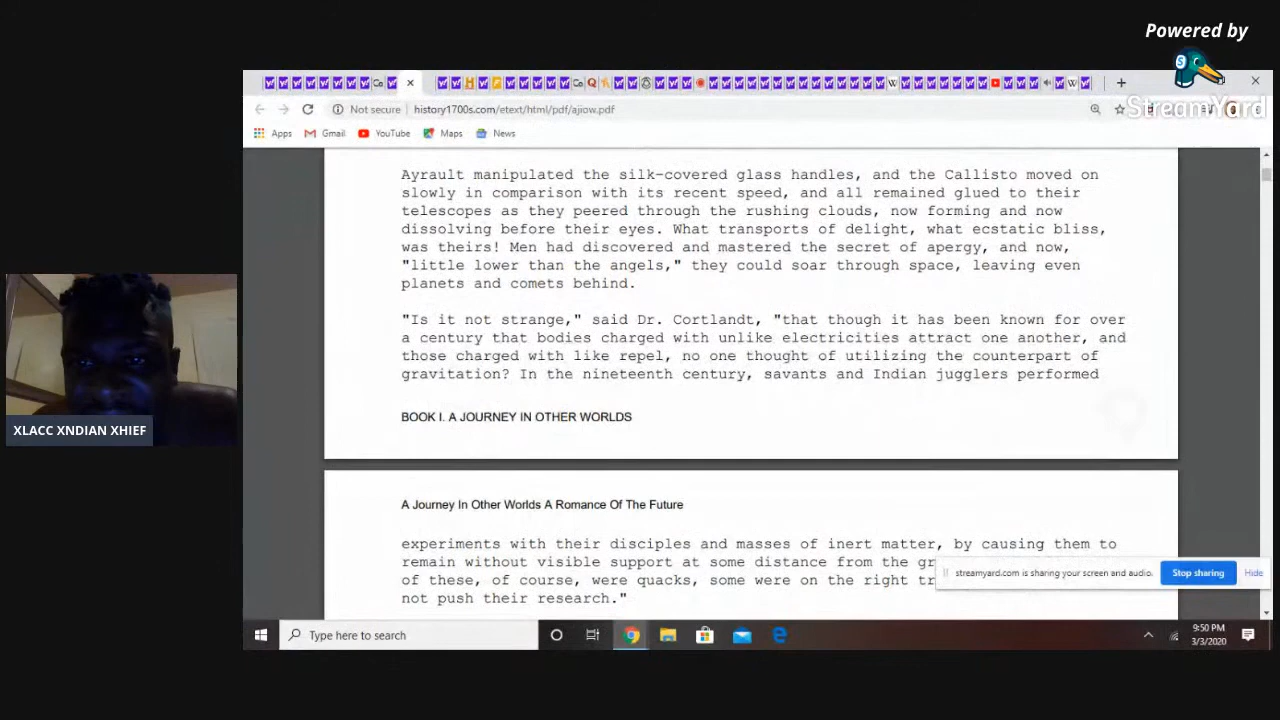 Powered by
StreamYard
Not secure
history1700s.com/etext/html/pdf/ajiow.pdf
Apps
Gmail
YouTube
Maps
News
Ayrault manipulated the silk-covered glass handles, and the Callisto moved on
slowly in comparison with its recent speed, and all remained glued to their
telescopes as they peered through the rushing clouds, now forming and now
dissolving before their eyes. What transports of delight, what ecstatic bliss,
was theirs! Men had discovered and mastered the secret of apergy, and now,
"little lower than the angels," they could soar through space, leaving even
planets and comets behind.
"Is it not strange," said Dr. Cortlandt, "that though it has been known for over
a century that bodies charged with unlike electricities attract one another, and
those charged with like repel, no one thought of utilizing the counterpart of
gravitation? In the nineteenth century, savants and Indian jugglers performed
BOOK I. A JOURNEY IN OTHER WORLDS
XLACC XNDIAN XHIEF
A Journey In Other Worlds A Romance Of The Future
experiments with their disciples and masses of inert matter, by causing them to
remain without visible support at some distance from the
of these, of course, were quacks, some were on the right
not push their research."
streamyard.com is sharing your screen and audio.
Stop sharing
Hide
Type here to search
9:50 PM
3/3/2020